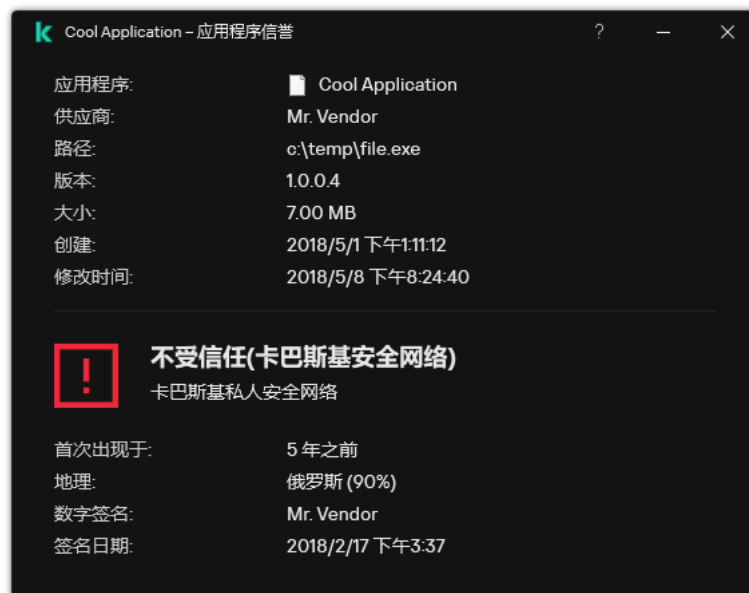 Cool Application – 应用程序信誉
应用程序: Cool Application
供应商: Mr. Vendor
路径: c:\temp\file.exe
版本: 1.0.0.4
大小: 7.00 MB
创建: 2018/5/1 下午1:11:12
修改时间: 2018/5/8 下午8:24:40
不受信任(卡巴斯基安全网络)
卡巴斯基私人安全网络
首次出现于: 5 年之前
地理: 俄罗斯 (90%)
数字签名: Mr. Vendor
签名日期: 2018/2/17 下午3:37